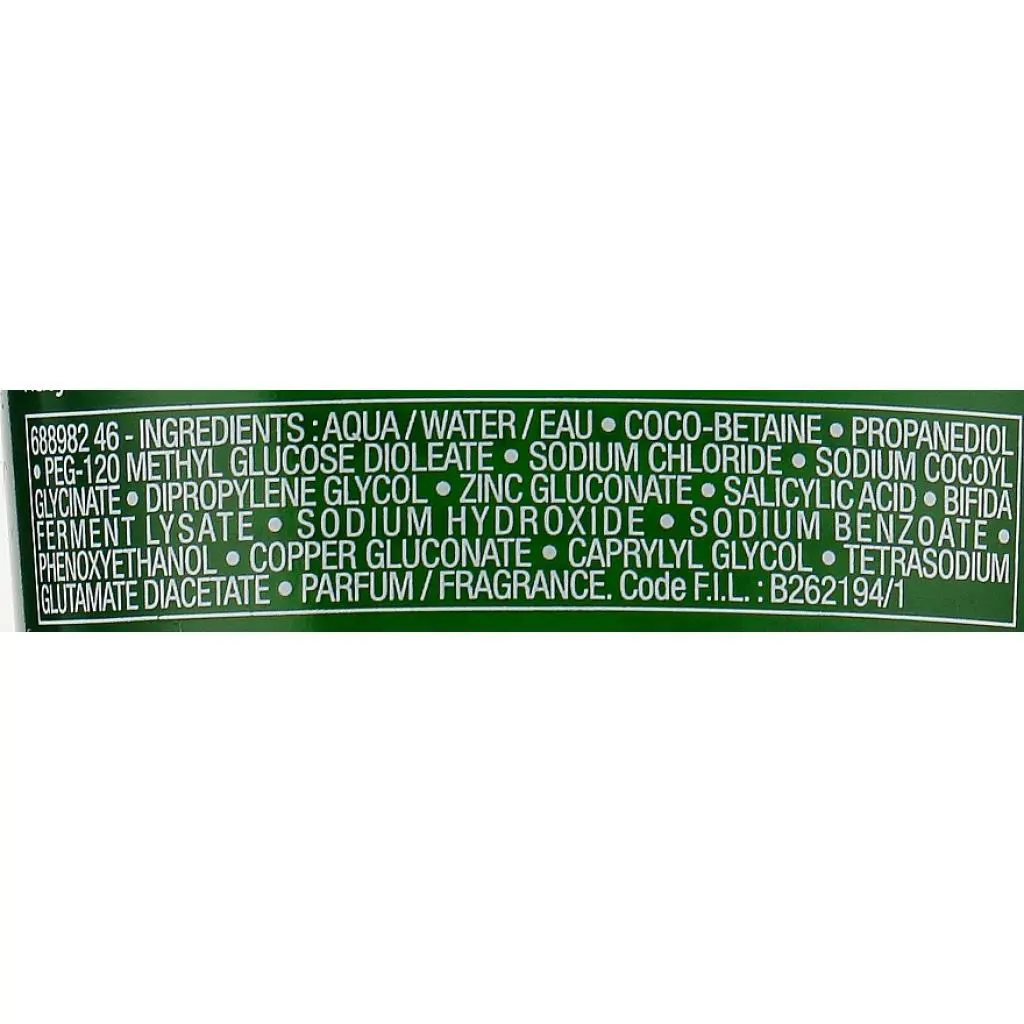 688982 46 - INGREDIENTS : AQUA / WATER / EAU • COCO-BETAINE • PROPANEDIOL
• PEG-120 METHYL GLUCOSE DIOLEATE • SODIUM CHLORIDE • SODIUM COCOYL
GLYCINATE • DIPROPYLENE GLYCOL • ZINC GLUCONATE • SALICYLIC ACID • BIFIDA
FERMENT LYSATE • SODIUM HYDROXIDE • SODIUM BENZOATE •
PHENOXYETHANOL • COPPER GLUCONATE • CAPRYLYL GLYCOL • TETRASODIUM
GLUTAMATE DIACETATE • PARFUM / FRAGRANCE. Code F.I.L. : B262194/1